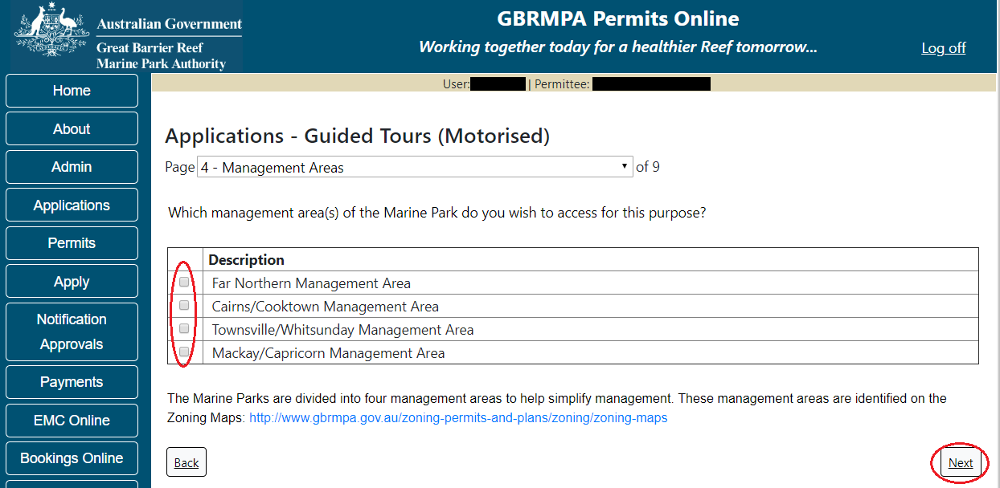 Australian Government
Great Barrier Reef
Marine Park Authority
GBRMPA Permits Online
Working together today for a healthier Reef tomorrow...
Log off
User: | Permittee:
Home
About
Admin
Applications
Permits
Apply
Notification
Approvals
Payments
EMC Online
Bookings Online
Applications - Guided Tours (Motorised)
Page 4 - Management Areas of 9
Which management area(s) of the Marine Park do you wish to access for this purpose?
Description
Far Northern Management Area
Cairns/Cooktown Management Area
Townsville/Whitsunday Management Area
Mackay/Capricorn Management Area
The Marine Parks are divided into four management areas to help simplify management. These management areas are identified on the
Zoning Maps: http://www.gbrmpa.gov.au/zoning-permits-and-plans/zoning/zoning-maps
Back
Next